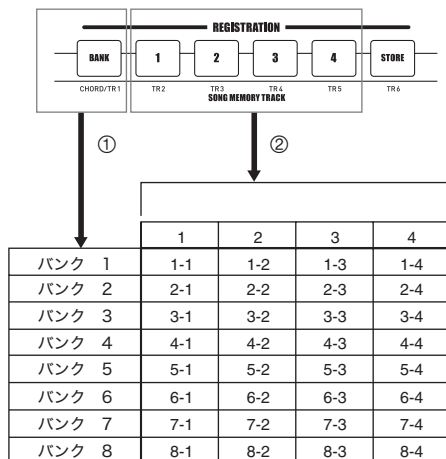 REGISTRATION
BANK 1 2 3 4 STORE
CHORD/TR1 TR2 TR3 TR4 TR5 TR6
SONG MEMORY TRACK
① ②
1 2 3 4
バンク 1 1-1 1-2 1-3 1-4
バンク 2 2-1 2-2 2-3 2-4
バンク 3 3-1 3-2 3-3 3-4
バンク 4 4-1 4-2 4-3 4-4
バンク 5 5-1 5-2 5-3 5-4
バンク 6 6-1 6-2 6-3 6-4
バンク 7 7-1 7-2 7-3 7-4
バンク 8 8-1 8-2 8-3 8-4